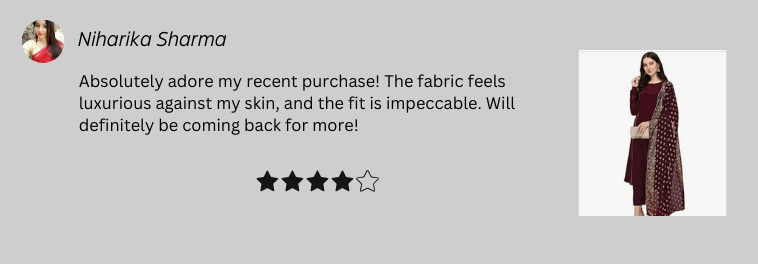 Niharika Sharma
Absolutely adore my recent purchase! The fabric feels
luxurious against my skin, and the fit is impeccable. Will
definitely be coming back for more!